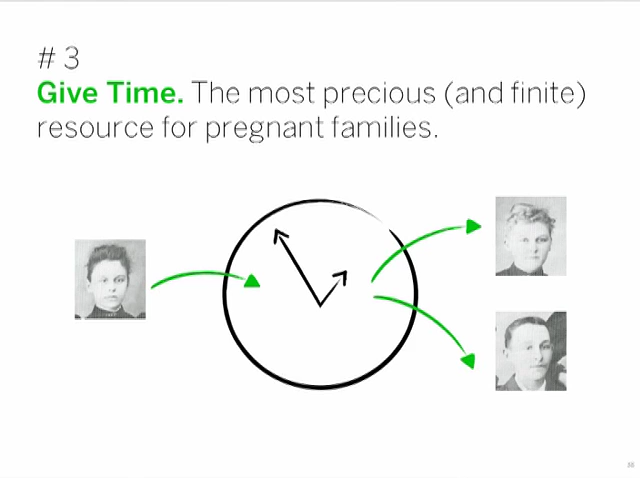 # 3
Give Time. The most precious (and finite)
resource for pregnant families.